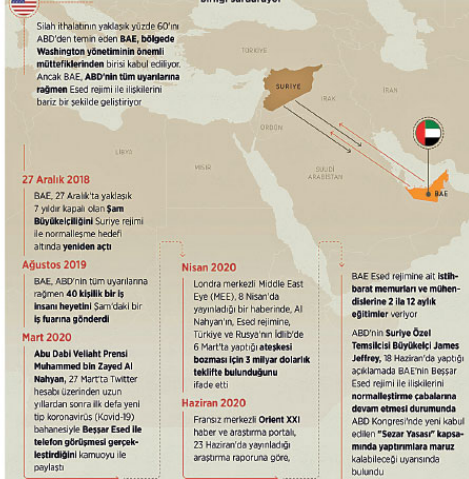 birliği sürdürüyor
Silah ithalatının yaklaşık yüzde 60'ını
ABD'den temin eden BAE, bölgede
Washington yönetiminin önemli
müttefiklerinden birisi kabul ediliyor.
Ancak BAE, ABD'nin tüm uyarılarına
rağmen Esed rejimi ile ilişkilerini
bariz bir şekilde geliştiriyor
TÜRKİYE
SURİYE
IRAK
İRAN
ÜRDÜN
LİBYA
MISIR
SUUDİ
ARABİSTAN
BAE
27 Aralık 2018
BAE, 27 Aralık'ta yaklaşık
7 yıldır kapalı olan Şam
Büyükelçiliğini Suriye rejimi
ile normalleşme hedefi
altında yeniden açtı
Ağustos 2019
BAE, ABD'nin tüm uyarılarına
rağmen 40 kişilik bir iş
insanı heyetini Şam'daki bir
iş fuarına gönderdi
Mart 2020
Abu Dabi Veliaht Prensi
Muhammed bin Zayed Al
Nahyan, 27 Mart'ta Twitter
hesabı üzerinden uzun
yıllardan sonra ilk defa yeni
tip koronavirüs (Kovid-19)
bahanesiyle Beşşar Esed ile
telefon görüşmesi gerçek-
leştirdiğini kamuoyu ile
paylaştı
Nisan 2020
Londra merkezli Middle East
Eye (MEE), 8 Nisan'da
yayınladığı bir haberinde, Al
Nahyan'ın, Esed rejimine,
Türkiye ve Rusya'nın İdlib'de
6 Mart'ta yaptığı ateşkesi
bozması için 3 milyar dolarlık
teklifte bulunduğunu
ifade etti
Haziran 2020
Fransız merkezli Orient XXI
haber ve araştırma portalı,
23 Haziran'da yayınladığı
araştırma raporuna göre,
BAE Esed rejimine ait istih-
barat memurları ve mühen-
dislerine 2 ila 12 aylık
eğitimler veriyor
ABD'nin Suriye Özel
Temsilcisi Büyükelçi James
Jeffrey, 18 Haziran'da yaptığı
açıklamada BAE'nin Beşşar
Esed rejimi ile ilişkilerini
normalleştirme çabalarına
devam etmesi durumunda
ABD Kongresi'nde yeni kabul
edilen "Sezar Yasası" kapsa-
mında yaptırımlara maruz
kalabileceği uyarısında
bulundu